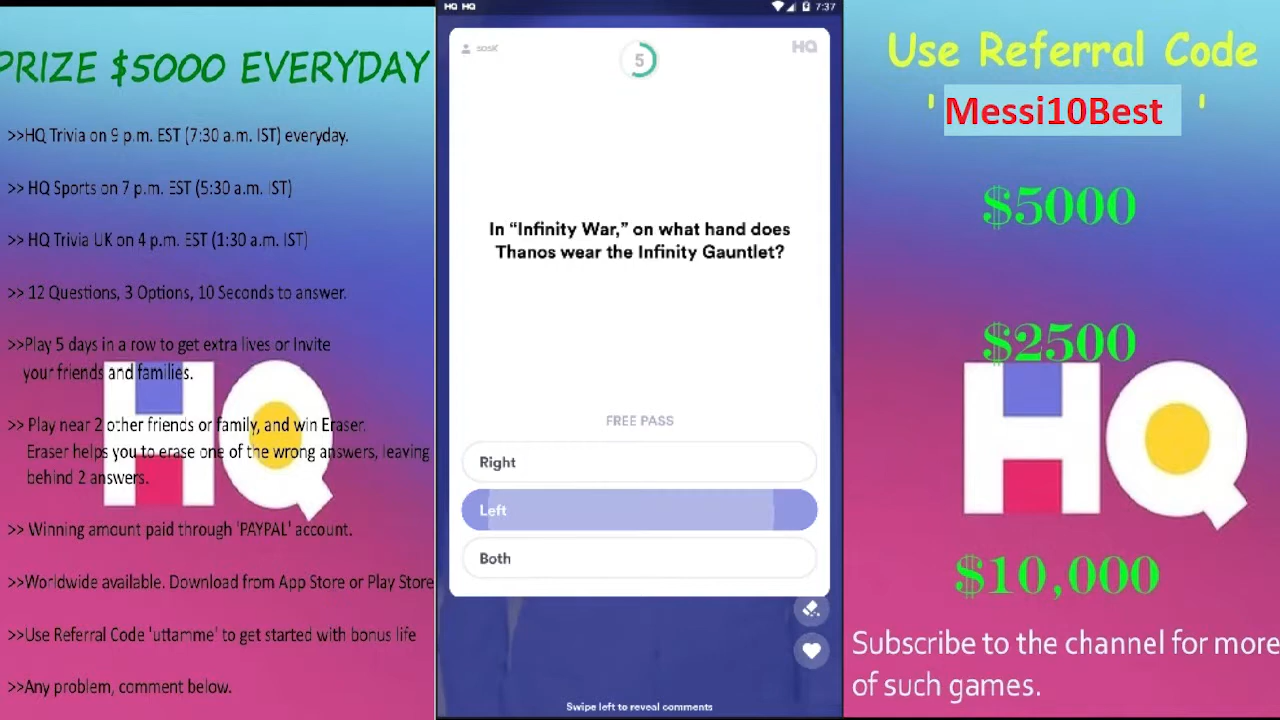 PRIZE $5000 EVERYDAY
>>HQ Trivia on 9 p.m. EST (7:30 a.m. IST) everyday.
>> HQ Sports on 7 p.m. EST (5:30 a.m. IST)
>> HQ Trivia UK on 4 p.m. EST (1:30 a.m. IST)
>> 12 Questions, 3 Options, 10 Seconds to answer.
>>Play 5 days in a row to get extra lives or Invite
your friends and families.
>> Play near 2 other friends or family, and win Eraser.
Eraser helps you to erase one of the wrong answers, leaving
behind 2 answers.
>> Winning amount paid through 'PAYPAL' account.
>>Worldwide available. Download from App Store or Play Store
>>Use Referral Code 'uttamme' to get started with bonus life
>>Any problem, comment below.
HQ
HQ HQ
7:37
505K
5
HQ
In “Infinity War,” on what hand does
Thanos wear the Infinity Gauntlet?
FREE PASS
Right
Left
Both
Swipe left to reveal comments
Use Referral Code
' Messi10Best '
$5000
$2500
HQ
$10,000
Subscribe to the channel for more
of such games.